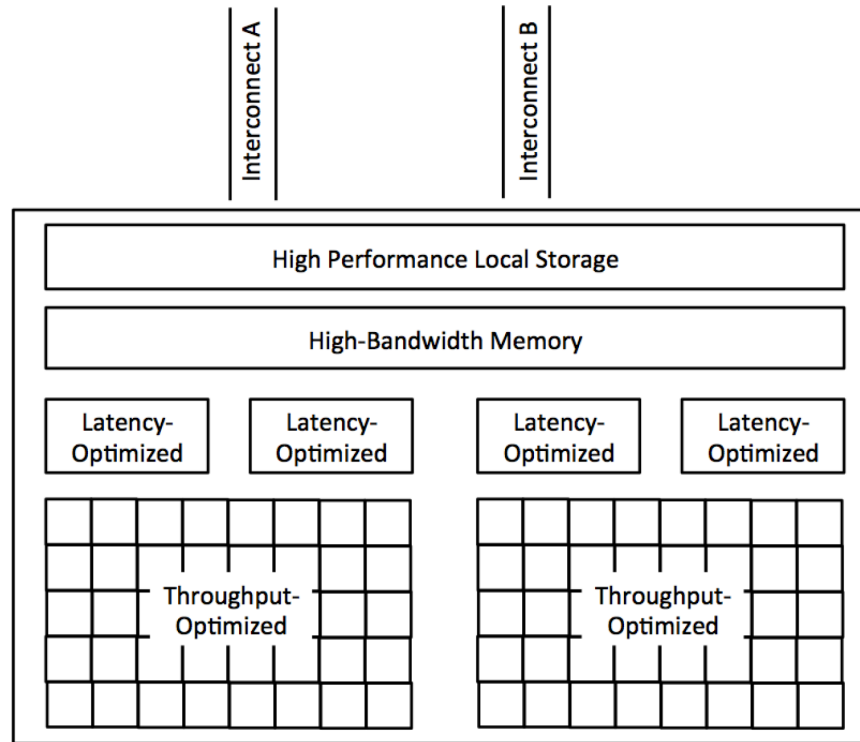 Interconnect A
Interconnect B
High Performance Local Storage
High-Bandwidth Memory
Latency-
Optimized
Latency-
Optimized
Latency-
Optimized
Latency-
Optimized
Throughput-
Optimized
Throughput-
Optimized